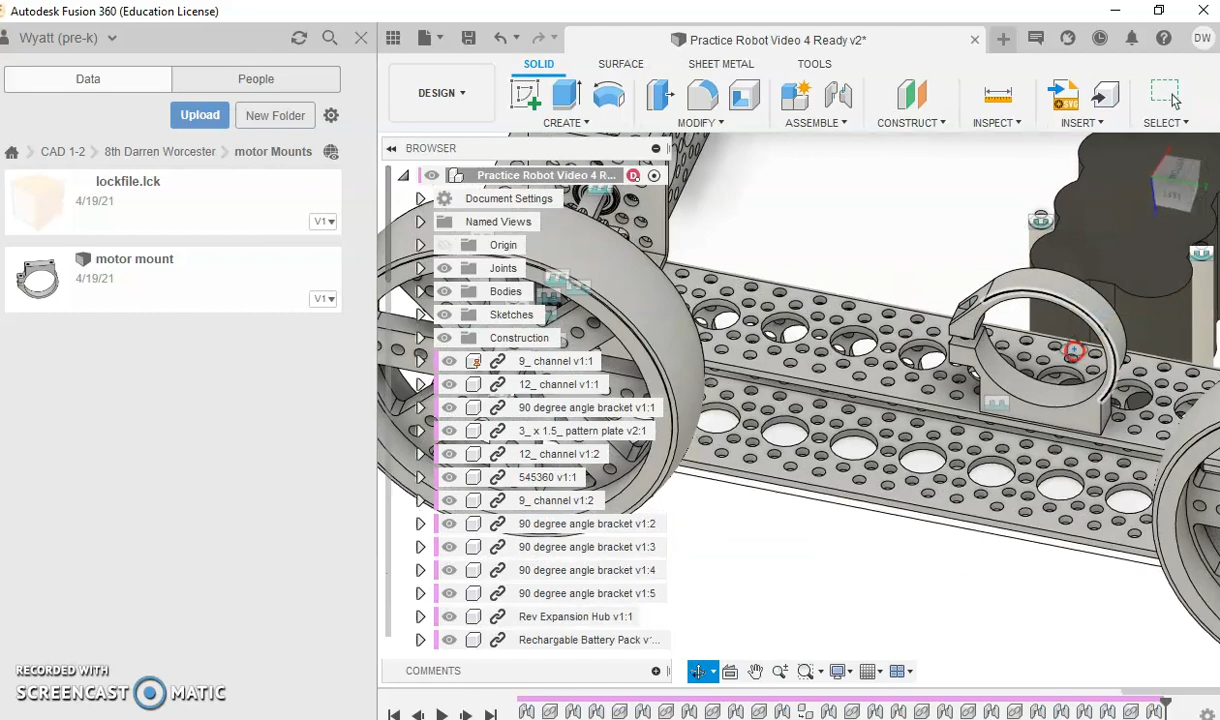 Autodesk Fusion 360 (Education License)
Wyatt (pre-k)
Practice Robot Video 4 Ready v2*
DW
Data
People
Upload
New Folder
CAD 1-2
8th Darren Worcester
motor Mounts
lockfile.lck
4/19/21
V1
motor mount
4/19/21
V1
DESIGN
SOLID
SURFACE
SHEET METAL
TOOLS
CREATE
MODIFY
ASSEMBLE
CONSTRUCT
INSPECT
INSERT
SELECT
SVG
BROWSER
Practice Robot Video 4 R...
Document Settings
Named Views
Origin
Joints
Bodies
Sketches
Construction
9_ channel v1:1
12_ channel v1:1
90 degree angle bracket v1:1
3_ x 1.5_ pattern plate v2:1
12_ channel v1:2
545360 v1:1
9_ channel v1:2
90 degree angle bracket v1:2
90 degree angle bracket v1:3
90 degree angle bracket v1:4
90 degree angle bracket v1:5
Rev Expansion Hub v1:1
Rechargable Battery Pack v'...
COMMENTS
RECORDED WITH
SCREENCAST MATIC